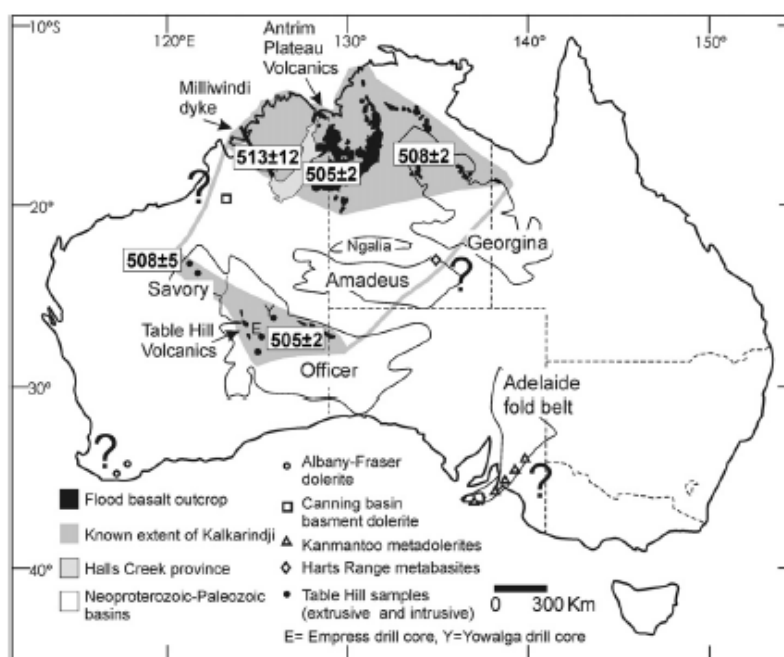 10°S
120°E
130°
140°
150°
Antrim
Plateau
Volcanics
Milliwindi
dyke
513±12
505±2
508±2
?
20°
Ngalia
Georgina
Amadeus
?
508±5
Savory
Y
E
505±2
Table Hill
Volcanics
Officer
30°
Adelaide
fold belt
?
?
Albany-Fraser
dolerite
Flood basalt outcrop
Canning basin
basment dolerite
Known extent of Kalkarindji
Kanmantoo metadolerites
Halls Creek province
Harts Range metabasites
40°
Neoproterozoic-Paleozoic
basins
Table Hill samples
(extrusive and intrusive)
0 300 Km
E= Empress drill core, Y=Yowalga drill core